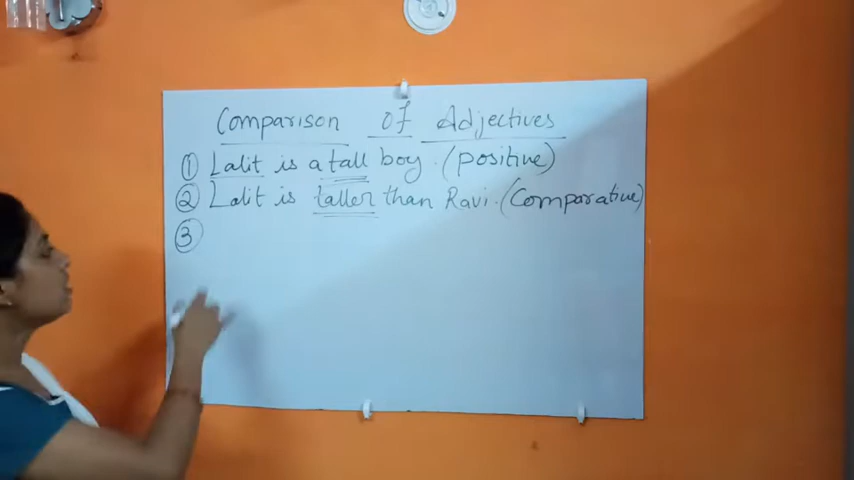 Comparison of Adjectives
① Lalit is a tall boy. (positive)
② Lalit is taller than Ravi. (Comparative)
③